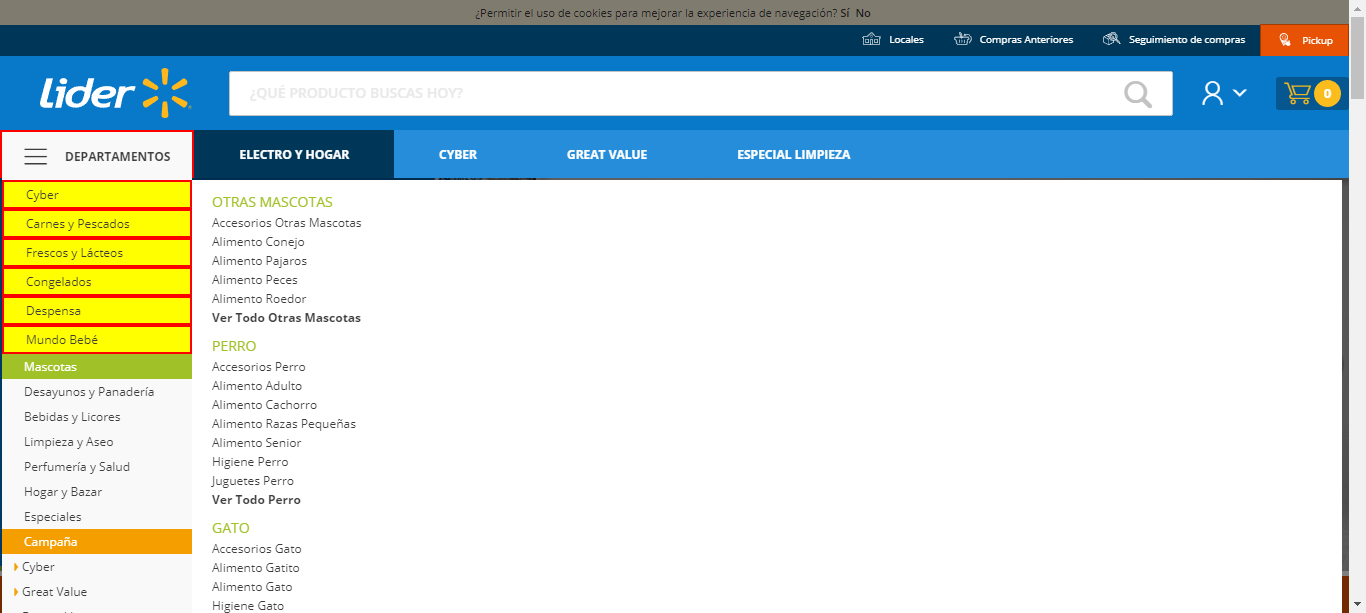 ¿Permitir el uso de cookies para mejorar la experiencia de navegación? Sí No
Locales Compras Anteriores Seguimiento de compras Pickup
lider ¿QUÉ PRODUCTO BUSCAS HOY? 0
DEPARTAMENTOS ELECTRO Y HOGAR CYBER GREAT VALUE ESPECIAL LIMPIEZA
Cyber
Carnes y Pescados
Frescos y Lácteos
Congelados
Despensa
Mundo Bebé
Mascotas
Desayunos y Panadería
Bebidas y Licores
Limpieza y Aseo
Perfumería y Salud
Hogar y Bazar
Especiales
Campaña
Cyber
Great Value
OTRAS MASCOTAS
Accesorios Otras Mascotas
Alimento Conejo
Alimento Pajaros
Alimento Peces
Alimento Roedor
Ver Todo Otras Mascotas
PERRO
Accesorios Perro
Alimento Adulto
Alimento Cachorro
Alimento Razas Pequeñas
Alimento Senior
Higiene Perro
Juguetes Perro
Ver Todo Perro
GATO
Accesorios Gato
Alimento Gatito
Alimento Gato
Higiene Gato